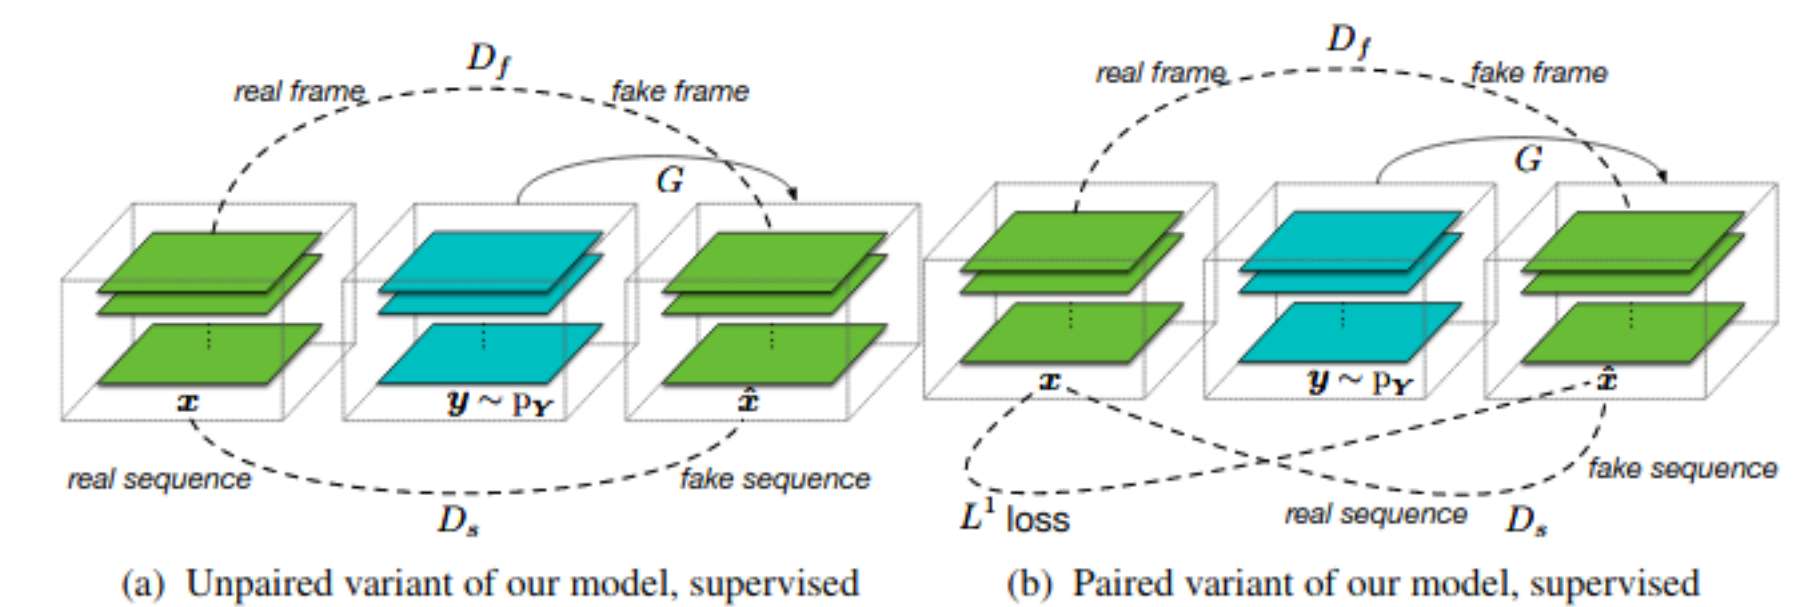 D_f
real frame
fake frame
G
x
y ∼ p_Y
x̂
real sequence
fake sequence
D_s
(a) Unpaired variant of our model, supervised
D_f
real frame
fake frame
G
x
y ∼ p_Y
x̂
fake sequence
L¹ loss
real sequence
D_s
(b) Paired variant of our model, supervised